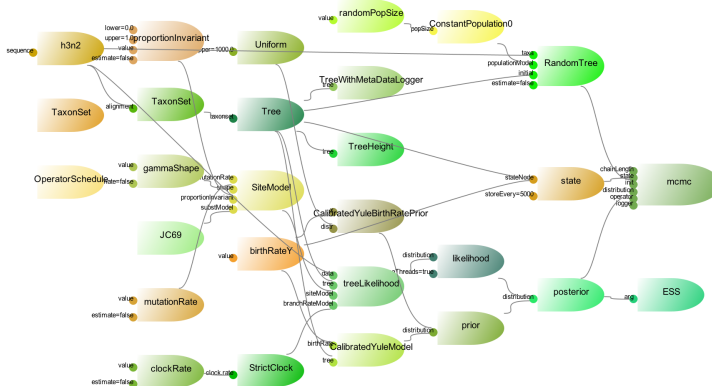 lower=0.0
upper=1.0
value
estimate=false
proportionInvariant
sequence
h3n2
upper=1000.0
Uniform
value
randomPopSize
popSize
ConstantPopulation0
taxa
populationModel
initial
estimate=false
RandomTree
TaxonSet
alignment
TaxonSet
taxonset
Tree
tree
TreeWithMetaDataLogger
tree
TreeHeight
OperatorSchedule
value
estimate=false
gammaShape
mutationRate
shape
proportionInvariant
substModel
SiteModel
JC69
distr
CalibratedYuleBirthRatePrior
stateNode
storeEvery=5000
state
chainLength
state
init
distribution
operator
logger
mcmc
value
birthRateY
data
tree
siteModel
branchRateModel
treeLikelihood
distribution
likelihood
value
estimate=false
mutationRate
distribution
posterior
arg
ESS
birthRate
tree
CalibratedYuleModel
distribution
prior
value
estimate=false
clockRate
clock.rate
StrictClock